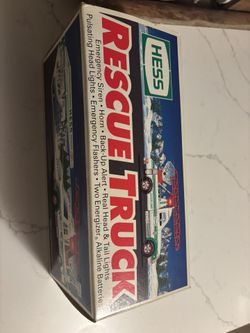 HESS
RESCUE TRUCK
Emergency Siren • Horn • Back-Up Alert • Real Head & Tail Lights
Pulsating Head Lights • Emergency Flashers • Two Energizer® Alkaline Batteries